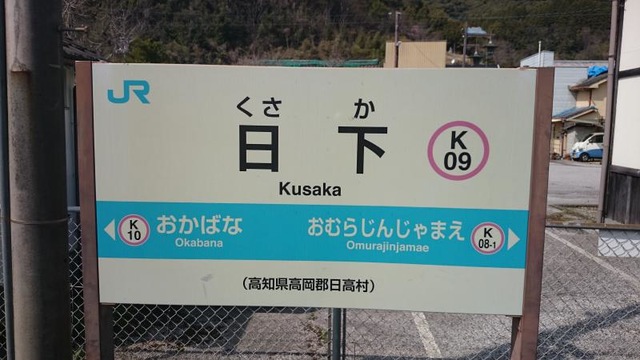 JR
くさか
日下
K
09
Kusaka
K
10
おかばな
Okabana
おむらじんじゃまえ
Omurajinjamae
K
08-1
(高知県高岡郡日高村)